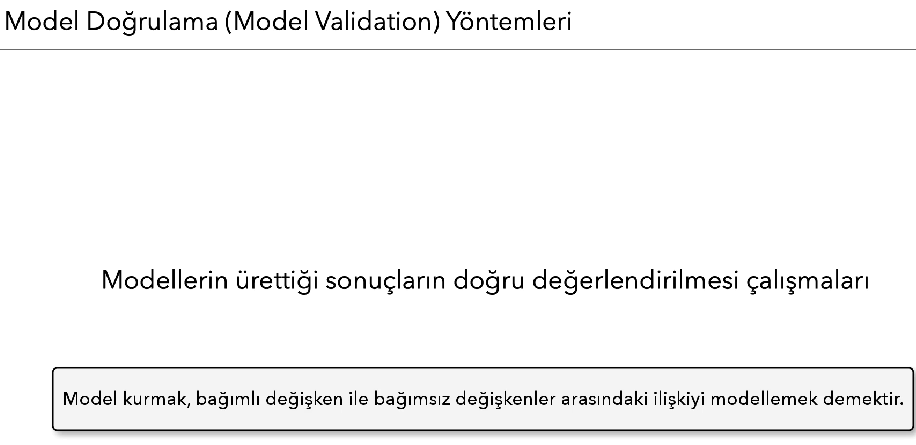 Model Doğrulama (Model Validation) Yöntemleri
Modellerin ürettiği sonuçların doğru değerlendirilmesi çalışmaları
Model kurmak, bağımlı değişken ile bağımsız değişkenler arasındaki ilişkiyi modellemek demektir.